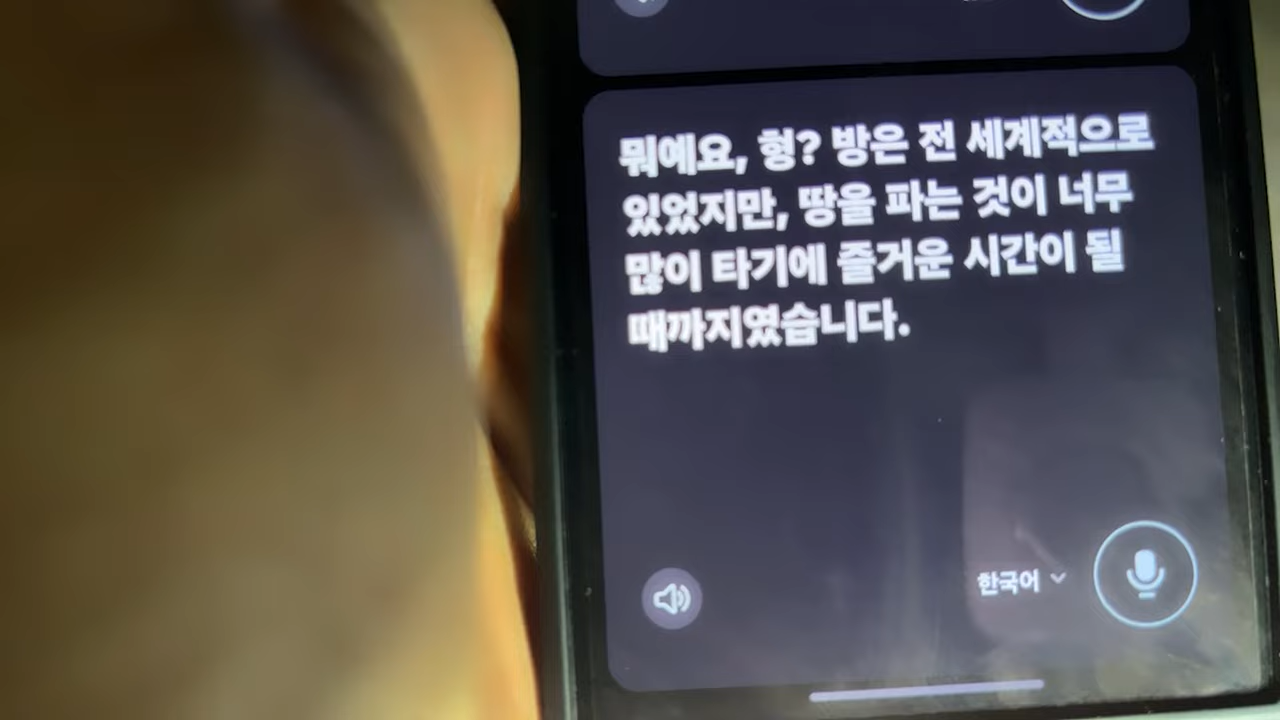 뭐예요, 형? 방은 전 세계적으로
있었지만, 땅을 파는 것이 너무
많이 타기에 즐거운 시간이 될
때까지였습니다.
한국어